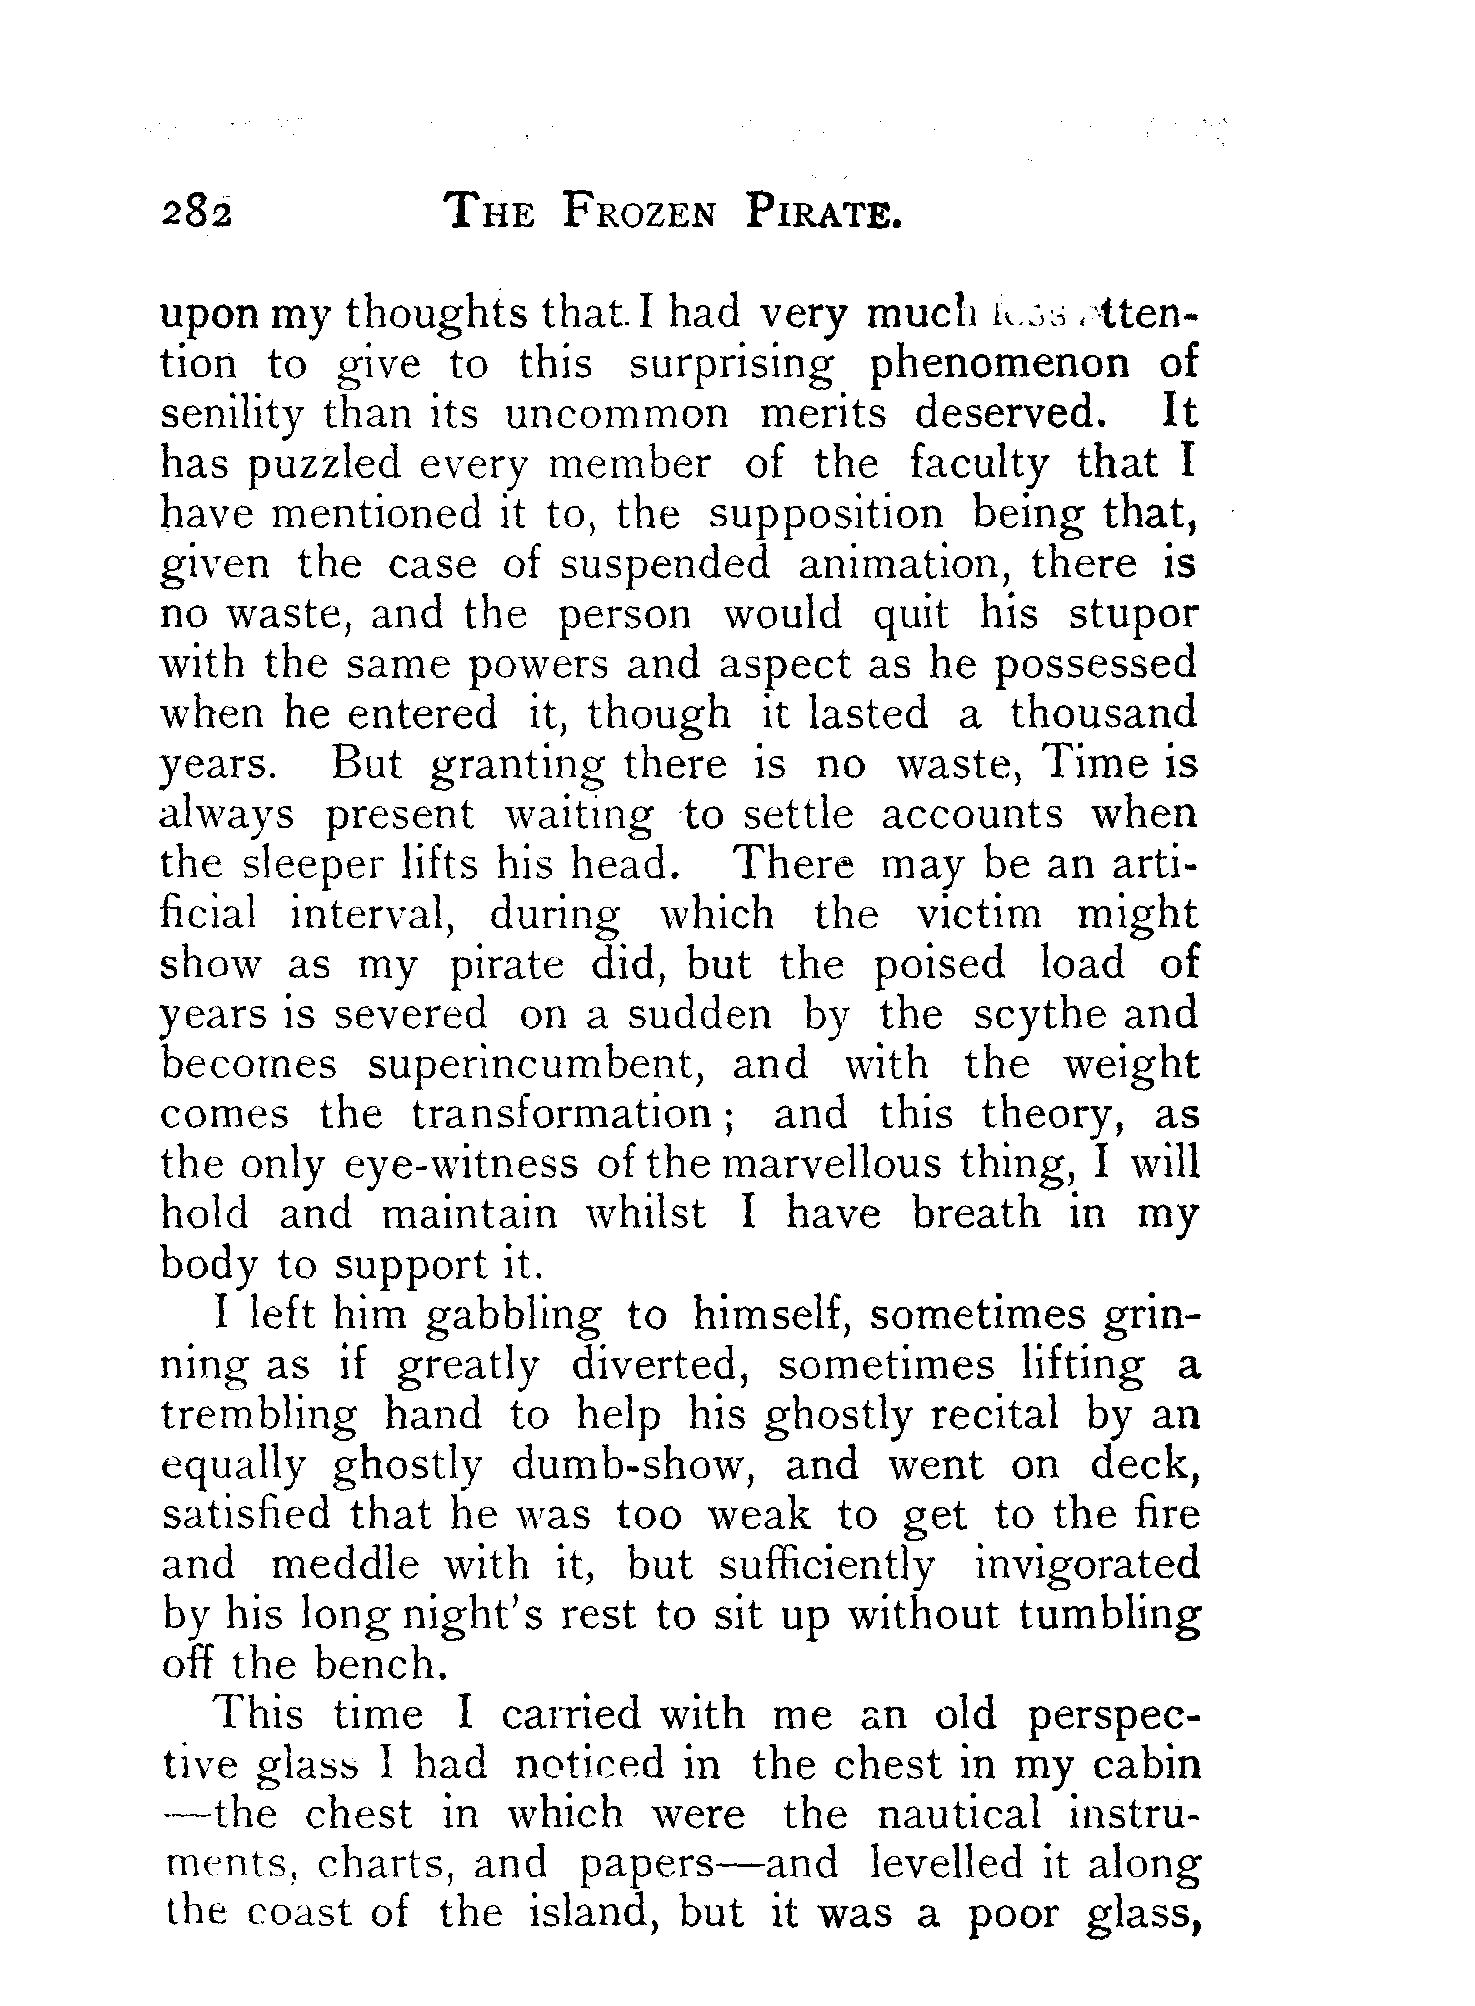 282 THE FROZEN PIRATE.
upon my thoughts that I had very much less atten-
tion to give to this surprising phenomenon of
senility than its uncommon merits deserved. It
has puzzled every member of the faculty that I
have mentioned it to, the supposition being that,
given the case of suspended animation, there is
no waste, and the person would quit his stupor
with the same powers and aspect as he possessed
when he entered it, though it lasted a thousand
years. But granting there is no waste, Time is
always present waiting to settle accounts when
the sleeper lifts his head. There may be an arti-
ficial interval, during which the victim might
show as my pirate did, but the poised load of
years is severed on a sudden by the scythe and
becomes superincumbent, and with the weight
comes the transformation; and this theory, as
the only eye-witness of the marvellous thing, I will
hold and maintain whilst I have breath in my
body to support it.
I left him gabbling to himself, sometimes grin-
ning as if greatly diverted, sometimes lifting a
trembling hand to help his ghostly recital by an
equally ghostly dumb-show, and went on deck,
satisfied that he was too weak to get to the fire
and meddle with it, but sufficiently invigorated
by his long night's rest to sit up without tumbling
off the bench.
This time I carried with me an old perspec-
tive glass I had noticed in the chest in my cabin
—the chest in which were the nautical instru-
ments, charts, and papers—and levelled it along
the coast of the island, but it was a poor glass,